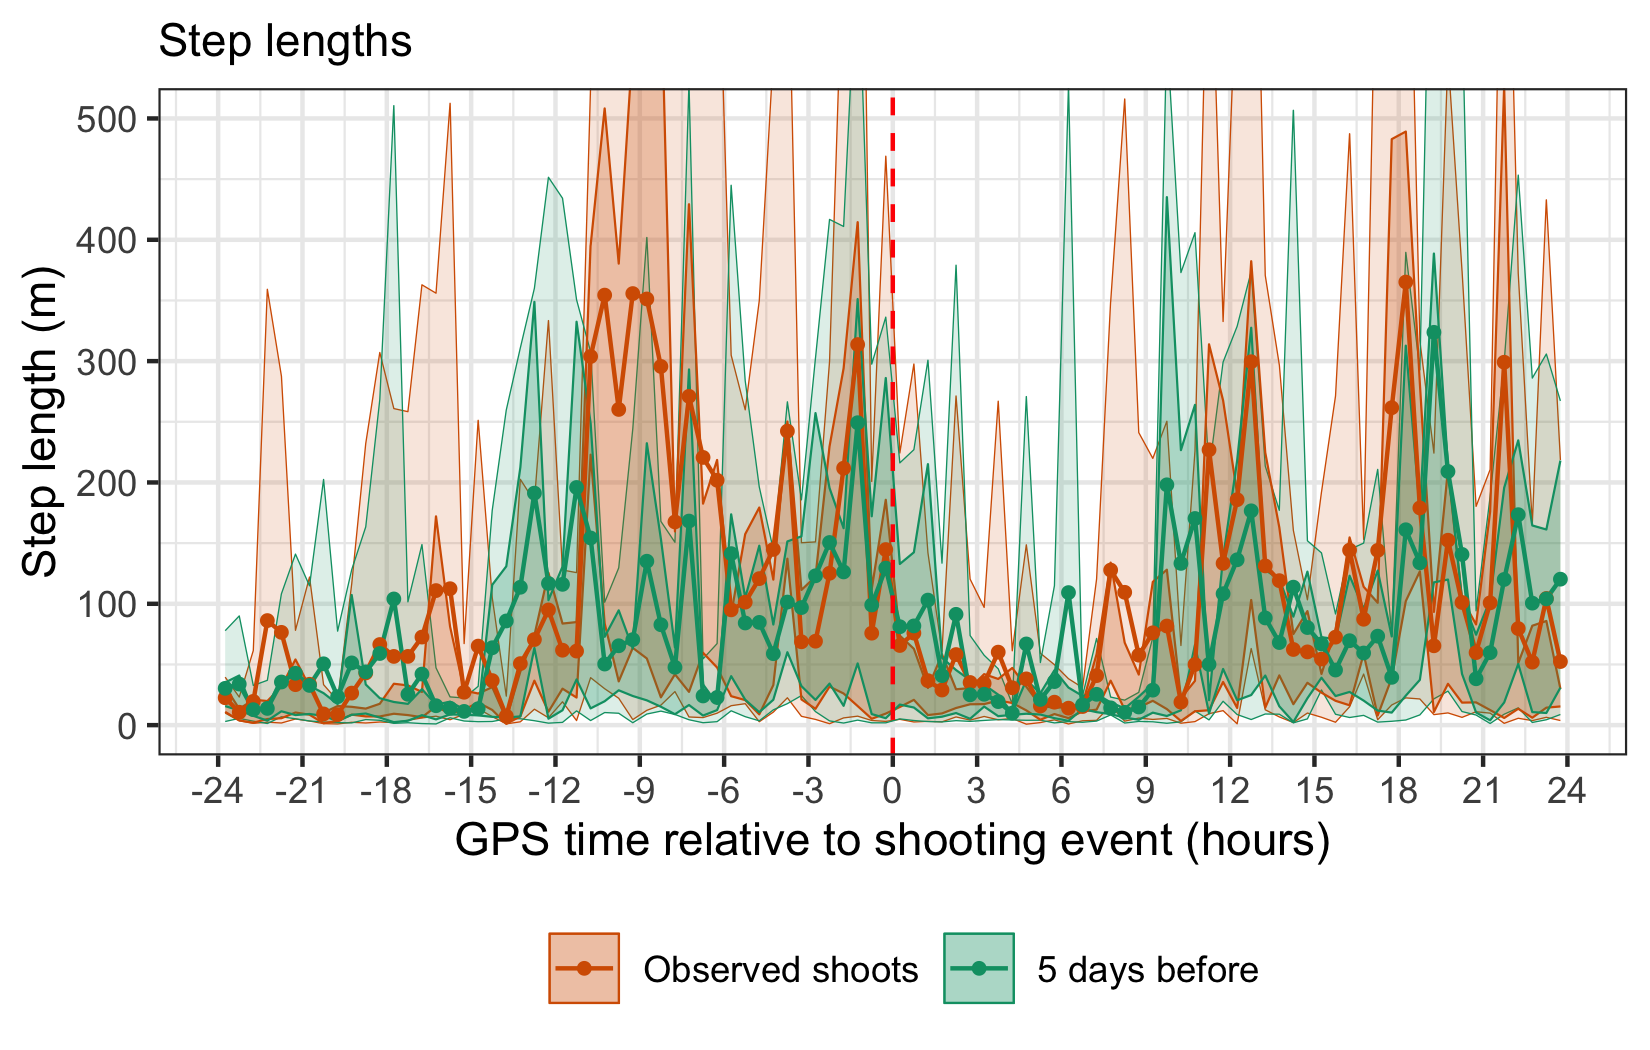 Step lengths
500
400
300
200
100
0
Step length (m)
-24 -21 -18 -15 -12 -9 -6 -3 0 3 6 9 12 15 18 21 24
GPS time relative to shooting event (hours)
Observed shoots 5 days before